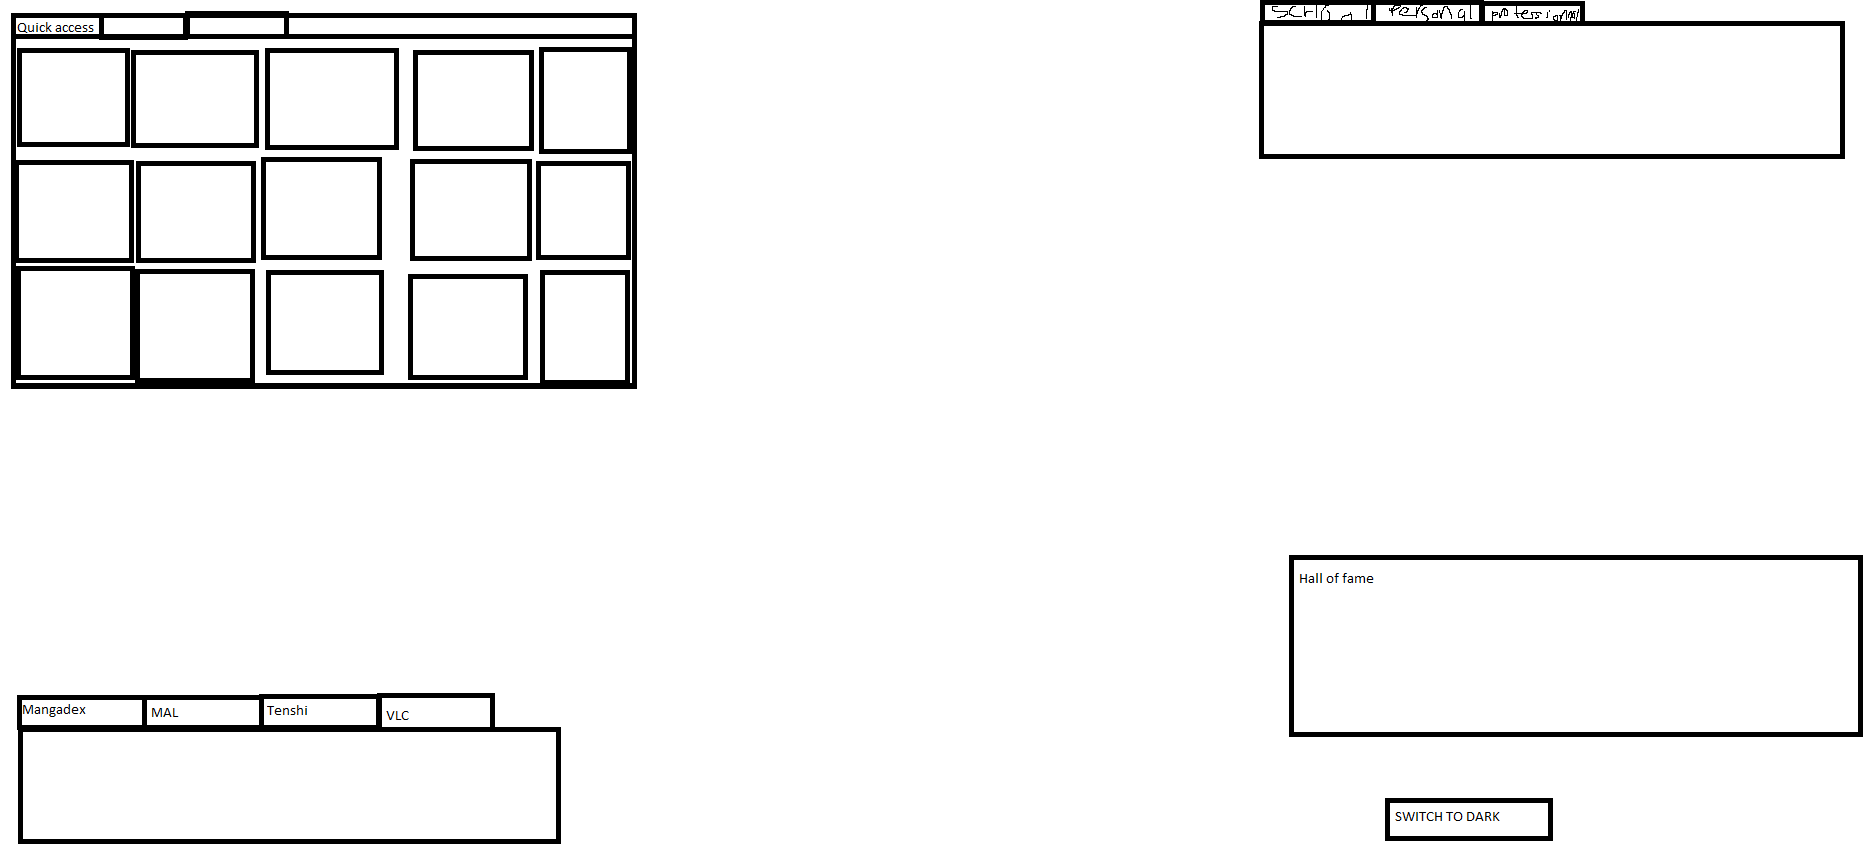 Quick access
School
Personal
professional
Hall of fame
Mangadex
MAL
Tenshi
VLC
SWITCH TO DARK